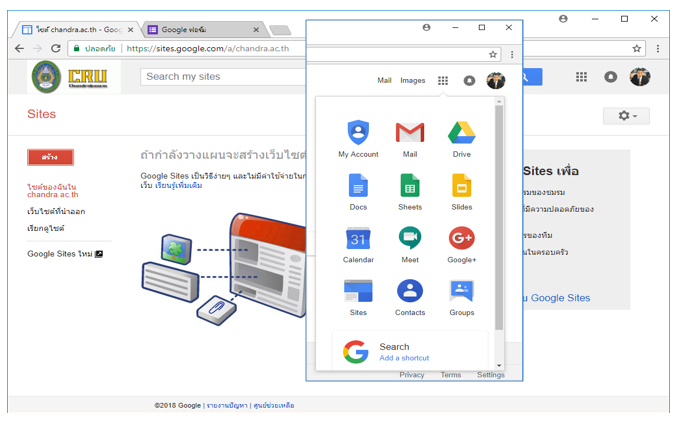 ไซต์ chandra.ac.th - Goog
Google ฟอร์ม
ปลอดภัย
https://sites.google.com/a/chandra.ac.th
CRU
Chandrakasem
Search my sites
Mail
Images
Sites
สร้าง
ไซต์ของฉันใน
chandra.ac.th
เว็บไซต์ที่นำออก
เรียกดูไซต์
Google Sites ใหม่
ถ้ากำลังวางแผนจะสร้างเว็บไซต์
Google Sites เป็นวิธีง่ายๆ และไม่มีค่าใช้จ่ายใน
เว็บ เรียนรู้เพิ่มเติม
My Account
Mail
Drive
Docs
Sheets
Slides
31
Calendar
Meet
G+
Google+
Sites
Contacts
Groups
Search
Add a shortcut
Privacy
Terms
Settings
Sites เพื่อ
ของชมรม
มีความปลอดภัยของ
ของทีม
ในครอบครัว
Google Sites
©2018 Google | รายงานปัญหา | ศูนย์ช่วยเหลือ